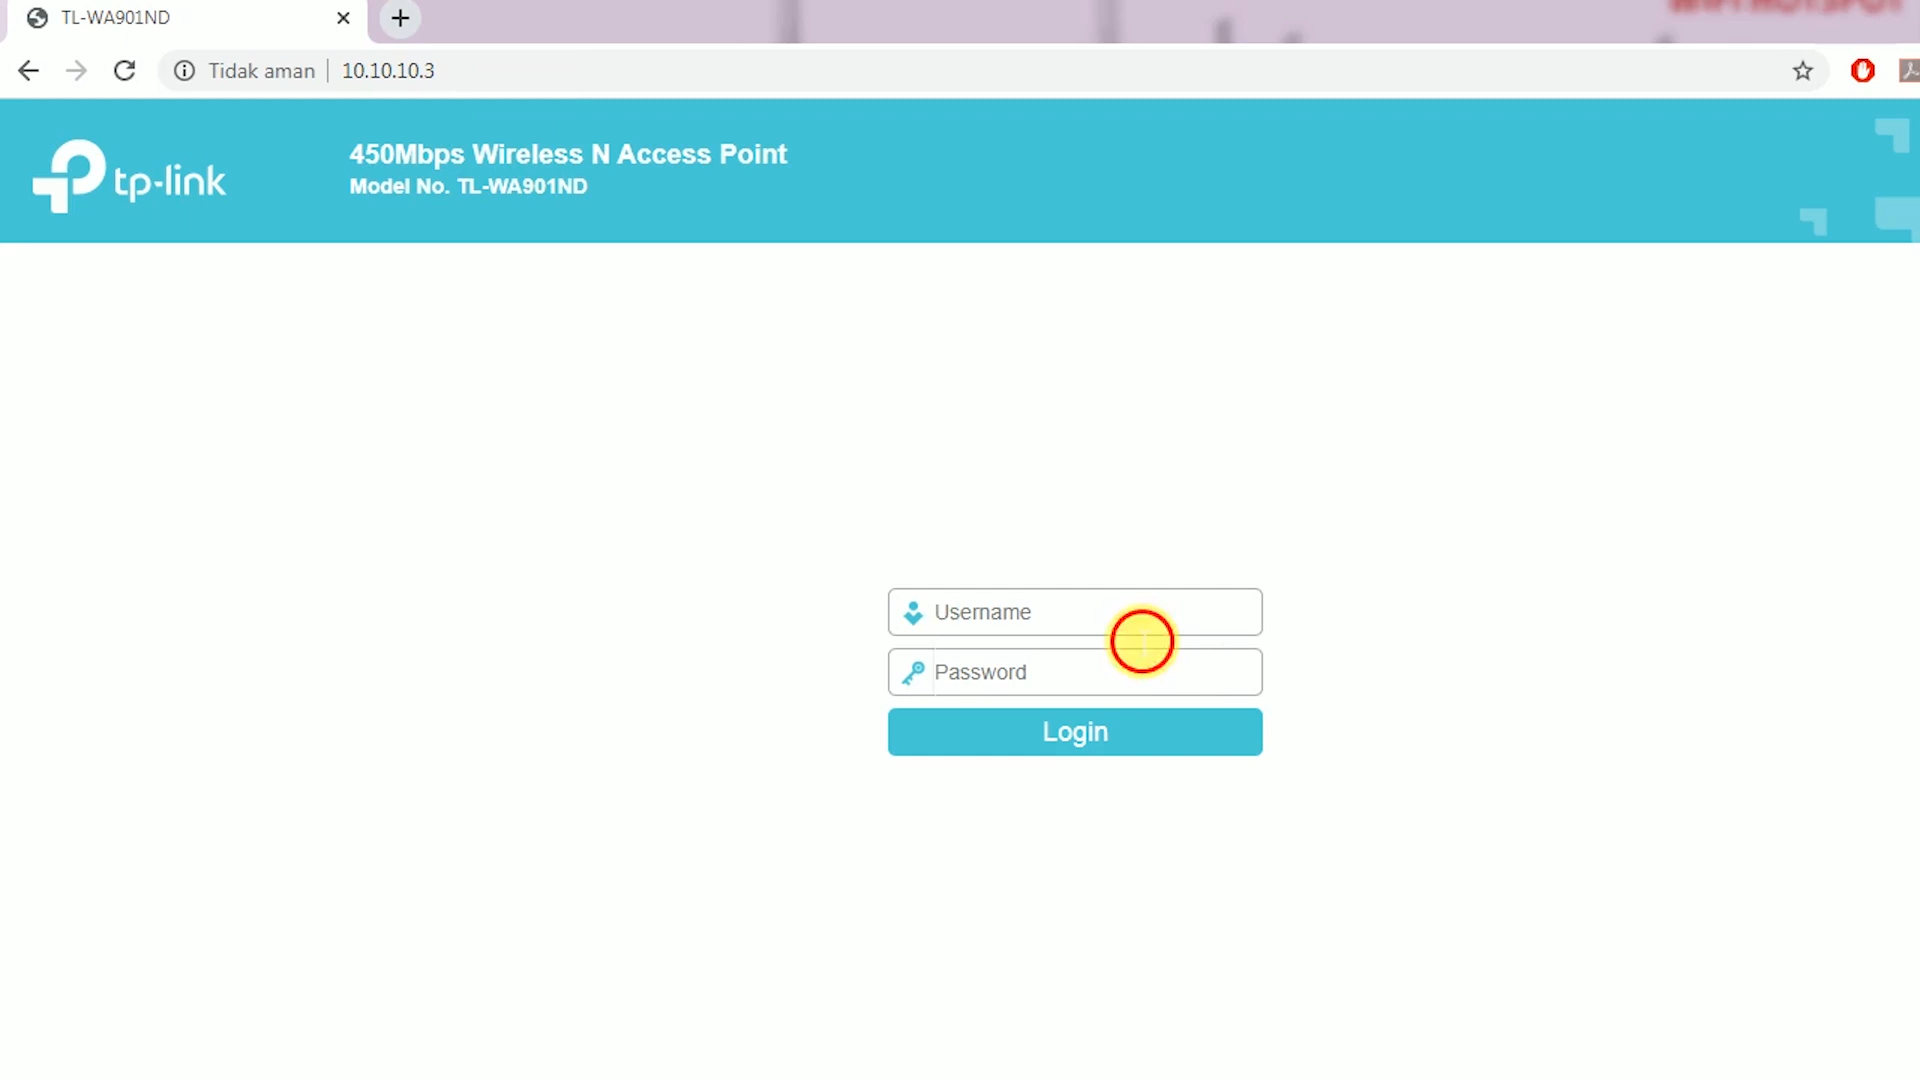 TL-WA901ND
Tidak aman
10.10.10.3
tp-link
450Mbps Wireless N Access Point
Model No. TL-WA901ND
Username
Password
Login